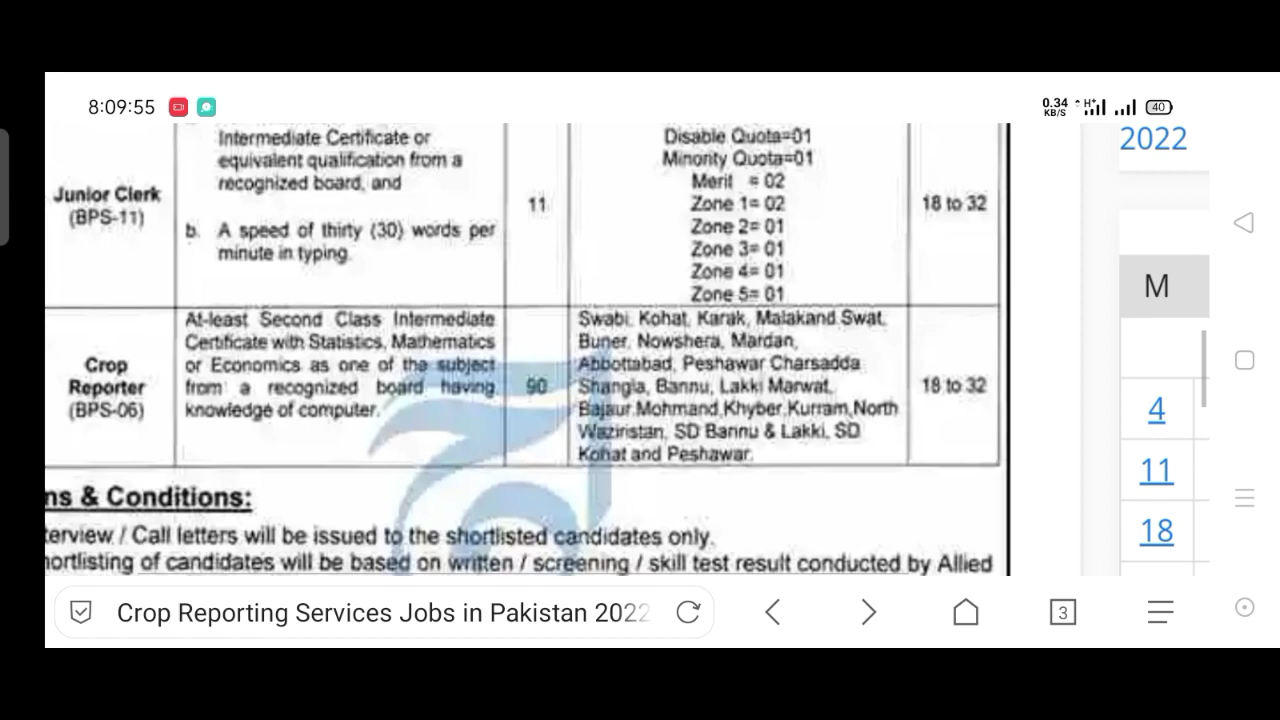 8:09:55
0.34 KB/S H+ 40
2022
Intermediate Certificate or
equivalent qualification from a
recognized board, and
b. A speed of thirty (30) words per
minute in typing.
Junior Clerk
(BPS-11)
11
Disable Quota=01
Minority Quota=01
Merit = 02
Zone 1= 02
Zone 2= 01
Zone 3= 01
Zone 4= 01
Zone 5= 01
18 to 32
Crop
Reporter
(BPS-06)
At-least Second Class Intermediate
Certificate with Statistics, Mathematics
or Economics as one of the subject
from a recognized board having
knowledge of computer.
90
Swabi, Kohat, Karak, Malakand Swat,
Buner, Nowshera, Mardan,
Abbottabad, Peshawar Charsadda
Shangla, Bannu, Lakki Marwat,
Bajaur,Mohmand,Khyber,Kurram,North
Waziristan, SD Bannu & Lakki, SD
Kohat and Peshawar.
18 to 32
ns & Conditions:
terview / Call letters will be issued to the shortlisted candidates only.
hortlisting of candidates will be based on written / screening / skill test result conducted by Allied
M
4
11
18
Crop Reporting Services Jobs in Pakistan 2022
3